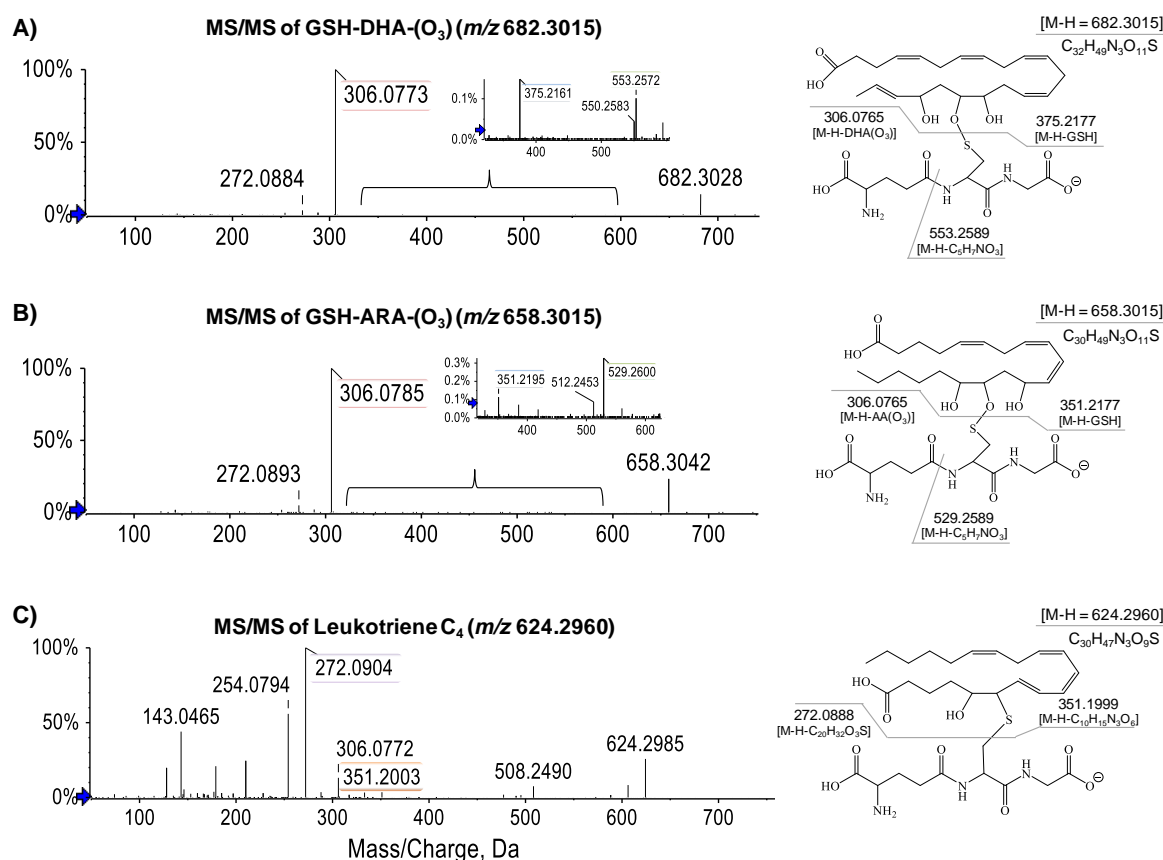 A)
MS/MS of GSH-DHA-(O₃) (m/z 682.3015)
100%
50%
0%
306.0773
272.0884
682.3028
0.1%
0.0%
375.2161
553.2572
550.2583
400
500
100
200
300
400
500
600
700
[M-H = 682.3015]
C₃₂H₄₉N₃O₁₁S
O
HO
OH
O
OH
306.0765
[M-H-DHA(O₃)]
375.2177
[M-H-GSH]
S
O
O
H
N
O
HO
N
H
O
O⊖
NH₂
553.2589
[M-H-C₅H₇NO₃]
B)
MS/MS of GSH-ARA-(O₃) (m/z 658.3015)
100%
50%
0%
306.0785
272.0893
658.3042
0.3%
0.2%
0.1%
0.0%
351.2195
512.2453
529.2600
400
500
600
100
200
300
400
500
600
700
[M-H = 658.3015]
C₃₀H₄₉N₃O₁₁S
O
HO
HO
O
OH
306.0765
[M-H-AA(O₃)]
351.2177
[M-H-GSH]
S
O
O
H
N
O
HO
N
H
O
O⊖
NH₂
529.2589
[M-H-C₅H₇NO₃]
C)
MS/MS of Leukotriene C₄ (m/z 624.2960)
100%
50%
0%
272.0904
254.0794
143.0465
306.0772
351.2003
508.2490
624.2985
100
200
300
400
500
600
700
Mass/Charge, Da
[M-H = 624.2960]
C₃₀H₄₇N₃O₉S
HO
O
HO
S
272.0888
[M-H-C₂₀H₃₂O₃S]
351.1999
[M-H-C₁₀H₁₅N₃O₆]
O
O
H
N
O
HO
N
H
O
O⊖
NH₂